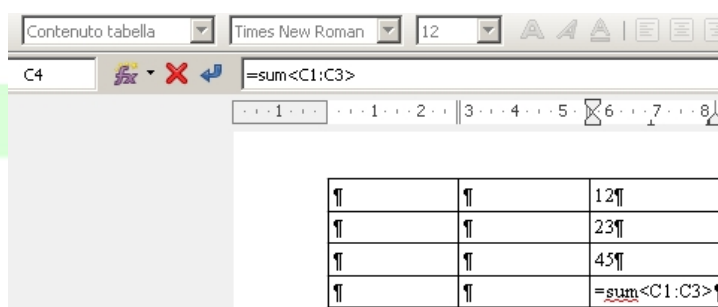 Contenuto tabella Times New Roman 12 A A A
C4 fx =sum<C1:C3>
1 1 2 3 4 5 6 7 8
¶ ¶ 12¶
¶ ¶ 23¶
¶ ¶ 45¶
¶ ¶ =sum<C1:C3>¶